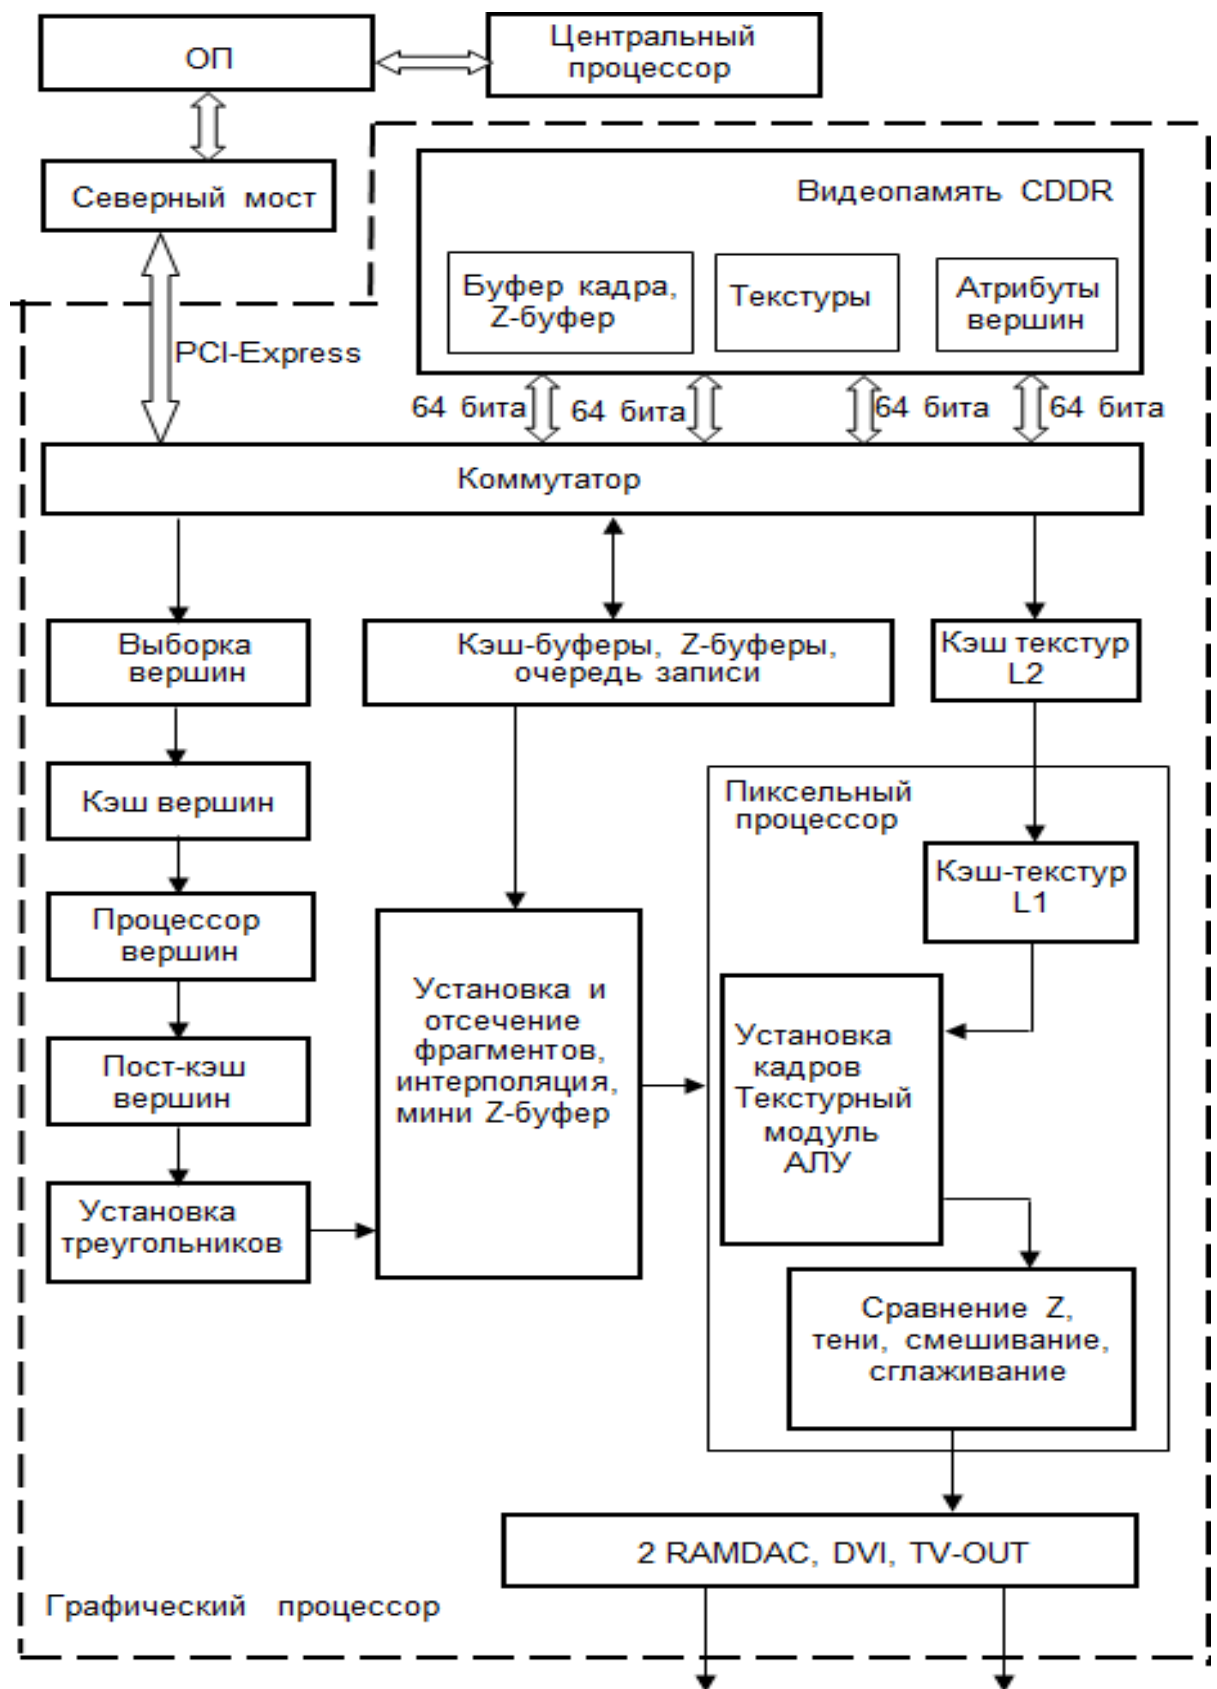 ОП
Центральный
процессор
Северный мост
Видеопамять CDDR
Буфер кадра,
Z-буфер
Текстуры
Атрибуты
вершин
PCI-Express
64 бита
64 бита
64 бита
64 бита
Коммутатор
Выборка
вершин
Кэш-буферы, Z-буферы,
очередь записи
Кэш текстур
L2
Кэш вершин
Пиксельный
процессор
Кэш-текстур
L1
Процессор
вершин
Установка и
отсечение
фрагментов,
интерполяция,
мини Z-буфер
Установка
кадров
Текстурный
модуль
АЛУ
Пост-кэш
вершин
Установка
треугольников
Сравнение Z,
тени, смешивание,
сглаживание
2 RAMDAC, DVI, TV-OUT
Графический процессор